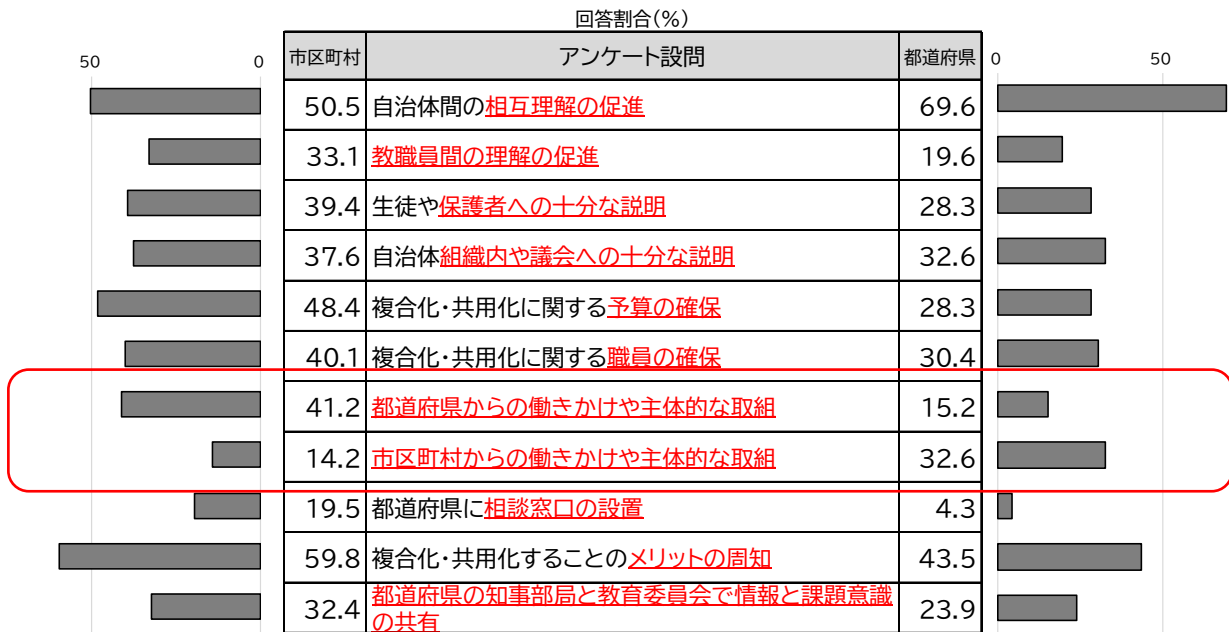 回答割合(%)
50 0 市区町村 アンケート設問 都道府県 0 50
50.5 自治体間の相互理解の促進 69.6
33.1 教職員間の理解の促進 19.6
39.4 生徒や保護者への十分な説明 28.3
37.6 自治体組織内や議会への十分な説明 32.6
48.4 複合化・共用化に関する予算の確保 28.3
40.1 複合化・共用化に関する職員の確保 30.4
41.2 都道府県からの働きかけや主体的な取組 15.2
14.2 市区町村からの働きかけや主体的な取組 32.6
19.5 都道府県に相談窓口の設置 4.3
59.8 複合化・共用化することのメリットの周知 43.5
32.4 都道府県の知事部局と教育委員会で情報と課題意識
の共有 23.9